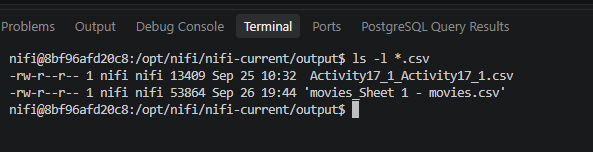 Problems Output Debug Console Terminal Ports PostgreSQL Query Results
nifi@8bf96afd20c8:/opt/nifi/nifi-current/output$ ls -l *.csv
-rw-r--r-- 1 nifi nifi 13409 Sep 25 10:32  Activity17_1_Activity17_1.csv
-rw-r--r-- 1 nifi nifi 53864 Sep 26 19:44 'movies_Sheet 1 - movies.csv'
nifi@8bf96afd20c8:/opt/nifi/nifi-current/output$